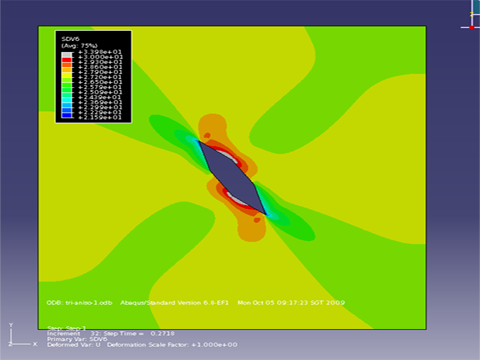 SDV6
(Avg: 75%)
+3.398e+01
+3.000e+01
+2.930e+01
+2.860e+01
+2.790e+01
+2.720e+01
+2.650e+01
+2.579e+01
+2.509e+01
+2.439e+01
+2.369e+01
+2.299e+01
+2.229e+01
+2.159e+01
ODB: tri-aniso-1.odb Abaqus/Standard Version 6.8-EF1 Mon Oct 05 09:17:23 SGT 2009
Step: Step-1
Increment 32: Step Time = 0.2718
Primary Var: SDV6
Deformed Var: U Deformation Scale Factor: +1.000e+00
Y
Z X